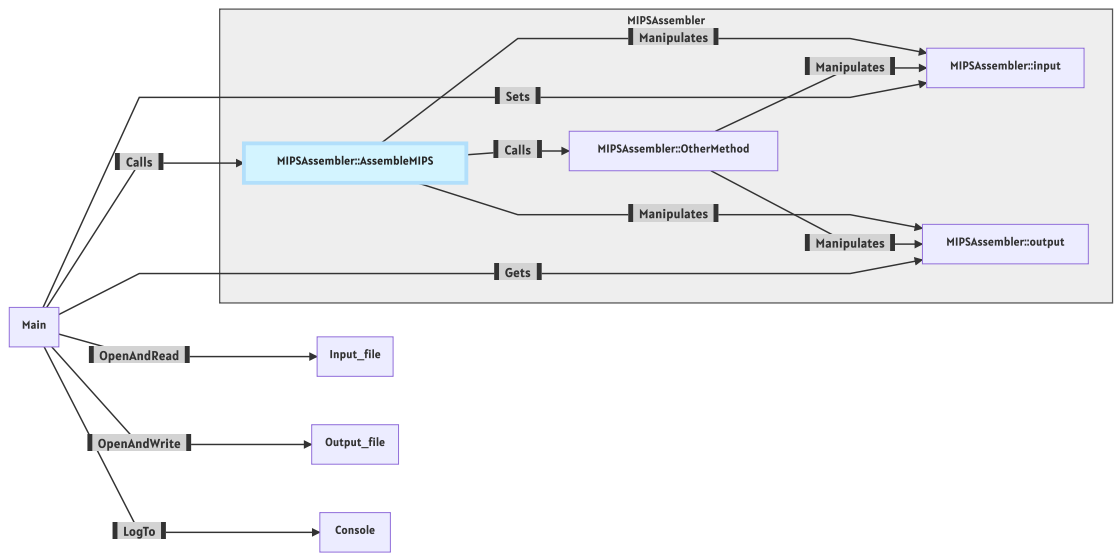 MIPSAssembler
Manipulates
MIPSAssembler::input
Manipulates
Sets
MIPSAssembler::OtherMethod
Calls
Calls
MIPSAssembler::AssembleMIPS
Manipulates
Manipulates
MIPSAssembler::output
Gets
Main
OpenAndRead
Input_file
OpenAndWrite
Output_file
LogTo
Console